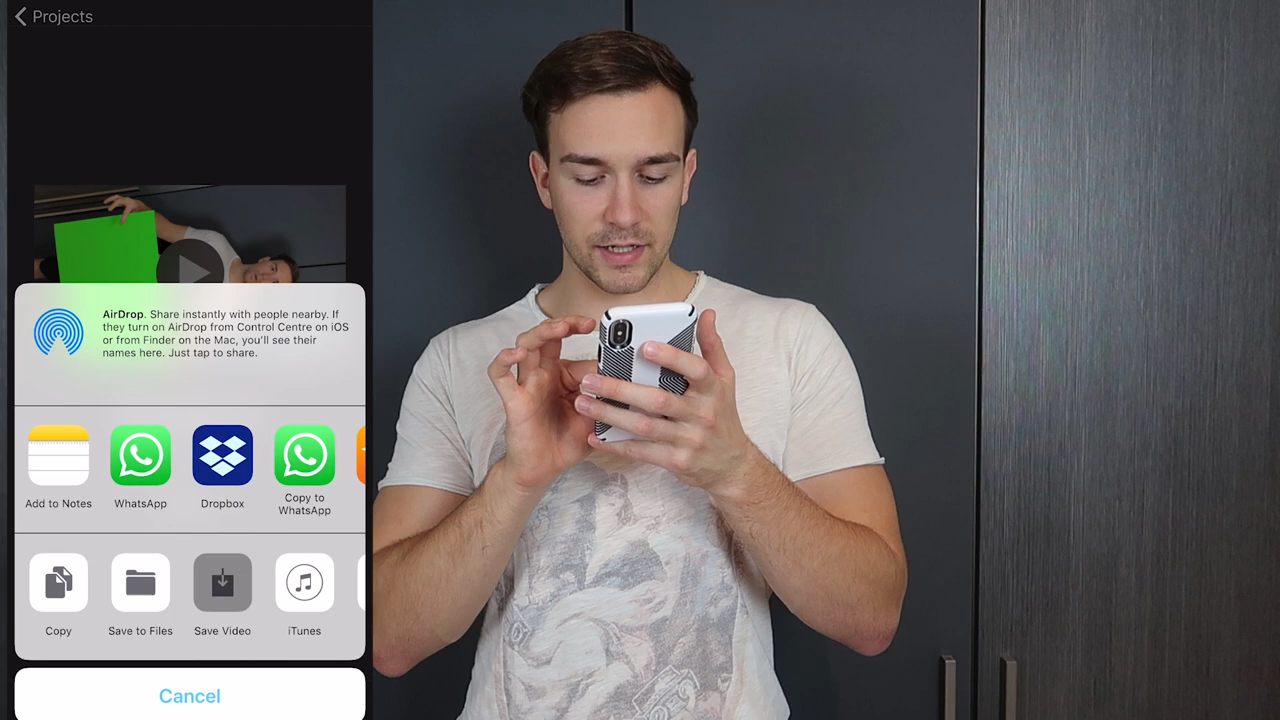 Projects
AirDrop. Share instantly with people nearby. If
they turn on AirDrop from Control Centre on iOS
or from Finder on the Mac, you'll see their
names here. Just tap to share.
Add to Notes
WhatsApp
Dropbox
Copy to
WhatsApp
Copy
Save to Files
Save Video
iTunes
Cancel